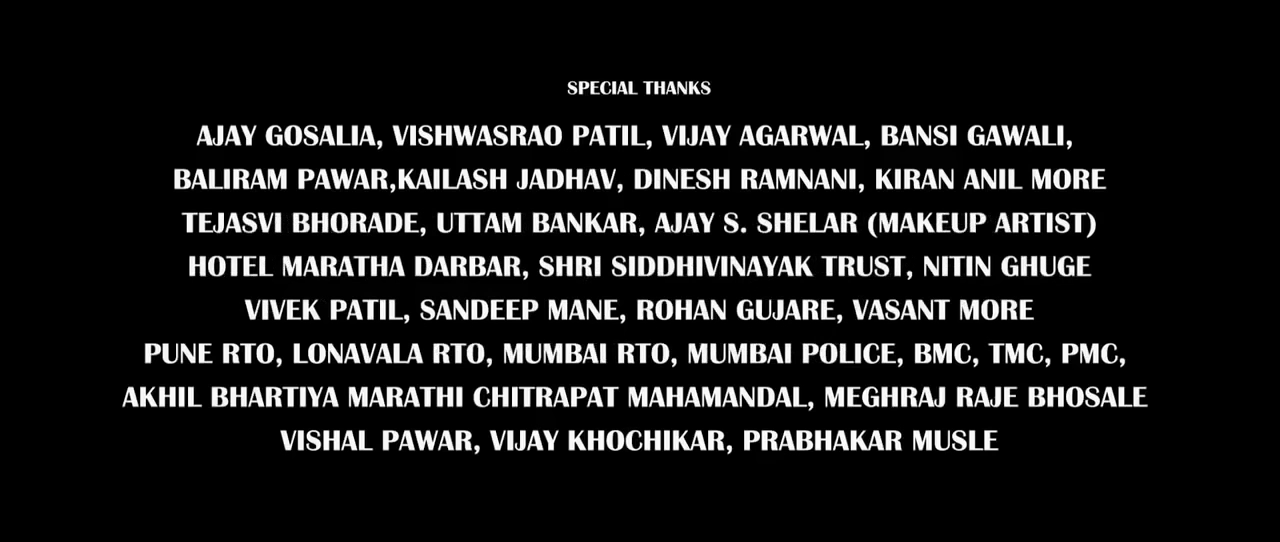 SPECIAL THANKS
AJAY GOSALIA, VISHWASRAO PATIL, VIJAY AGARWAL, BANSI GAWALI,
BALIRAM PAWAR,KAILASH JADHAV, DINESH RAMNANI, KIRAN ANIL MORE
TEJASVI BHORADE, UTTAM BANKAR, AJAY S. SHELAR (MAKEUP ARTIST)
HOTEL MARATHA DARBAR, SHRI SIDDHIVINAYAK TRUST, NITIN GHUGE
VIVEK PATIL, SANDEEP MANE, ROHAN GUJARE, VASANT MORE
PUNE RTO, LONAVALA RTO, MUMBAI RTO, MUMBAI POLICE, BMC, TMC, PMC,
AKHIL BHARTIYA MARATHI CHITRAPAT MAHAMANDAL, MEGHRAJ RAJE BHOSALE
VISHAL PAWAR, VIJAY KHOCHIKAR, PRABHAKAR MUSLE